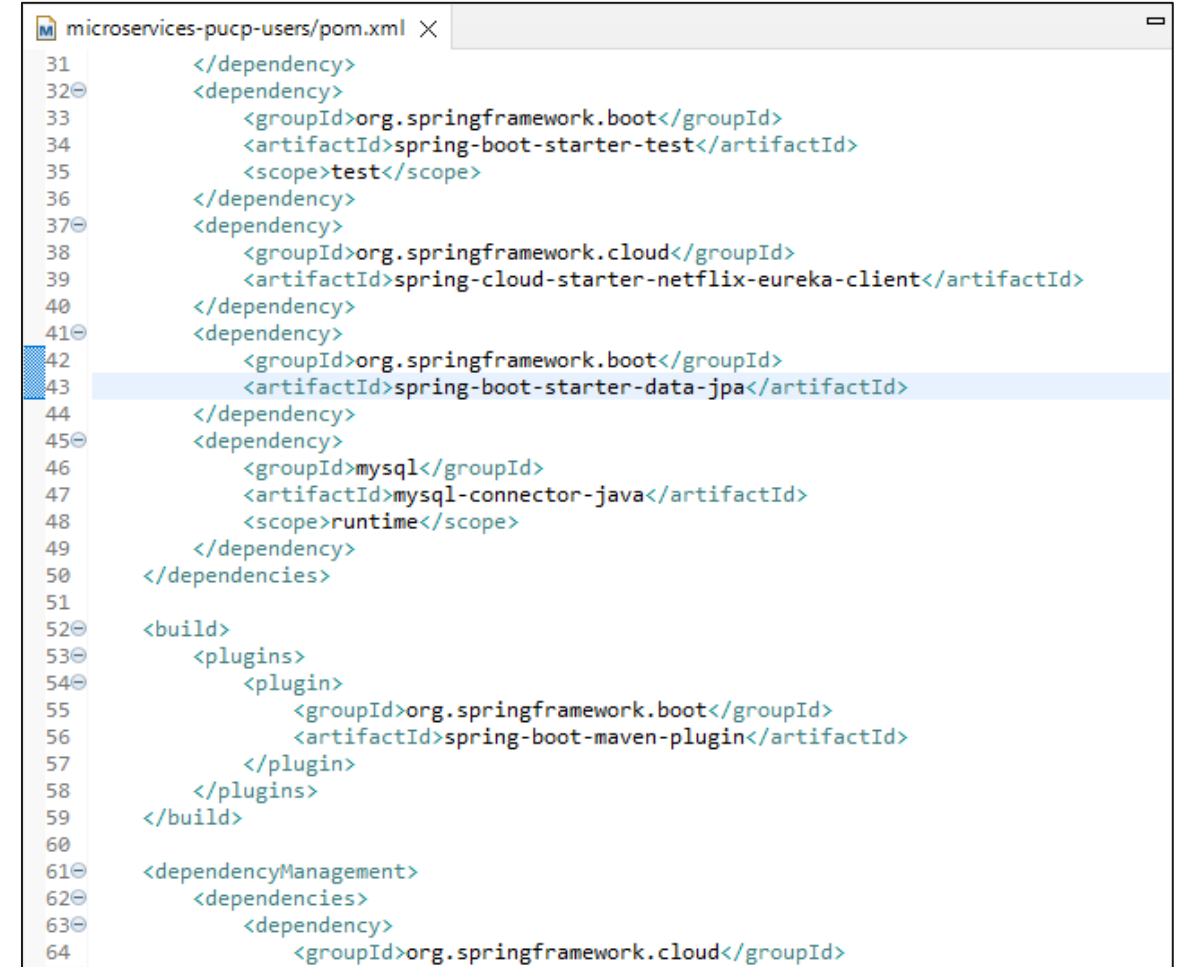 microservices-pucp-users/pom.xml
31 </dependency>
32 <dependency>
33 <groupId>org.springframework.boot</groupId>
34 <artifactId>spring-boot-starter-test</artifactId>
35 <scope>test</scope>
36 </dependency>
37 <dependency>
38 <groupId>org.springframework.cloud</groupId>
39 <artifactId>spring-cloud-starter-netflix-eureka-client</artifactId>
40 </dependency>
41 <dependency>
42 <groupId>org.springframework.boot</groupId>
43 <artifactId>spring-boot-starter-data-jpa</artifactId>
44 </dependency>
45 <dependency>
46 <groupId>mysql</groupId>
47 <artifactId>mysql-connector-java</artifactId>
48 <scope>runtime</scope>
49 </dependency>
50 </dependencies>
51
52 <build>
53 <plugins>
54 <plugin>
55 <groupId>org.springframework.boot</groupId>
56 <artifactId>spring-boot-maven-plugin</artifactId>
57 </plugin>
58 </plugins>
59 </build>
60
61 <dependencyManagement>
62 <dependencies>
63 <dependency>
64 <groupId>org.springframework.cloud</groupId>